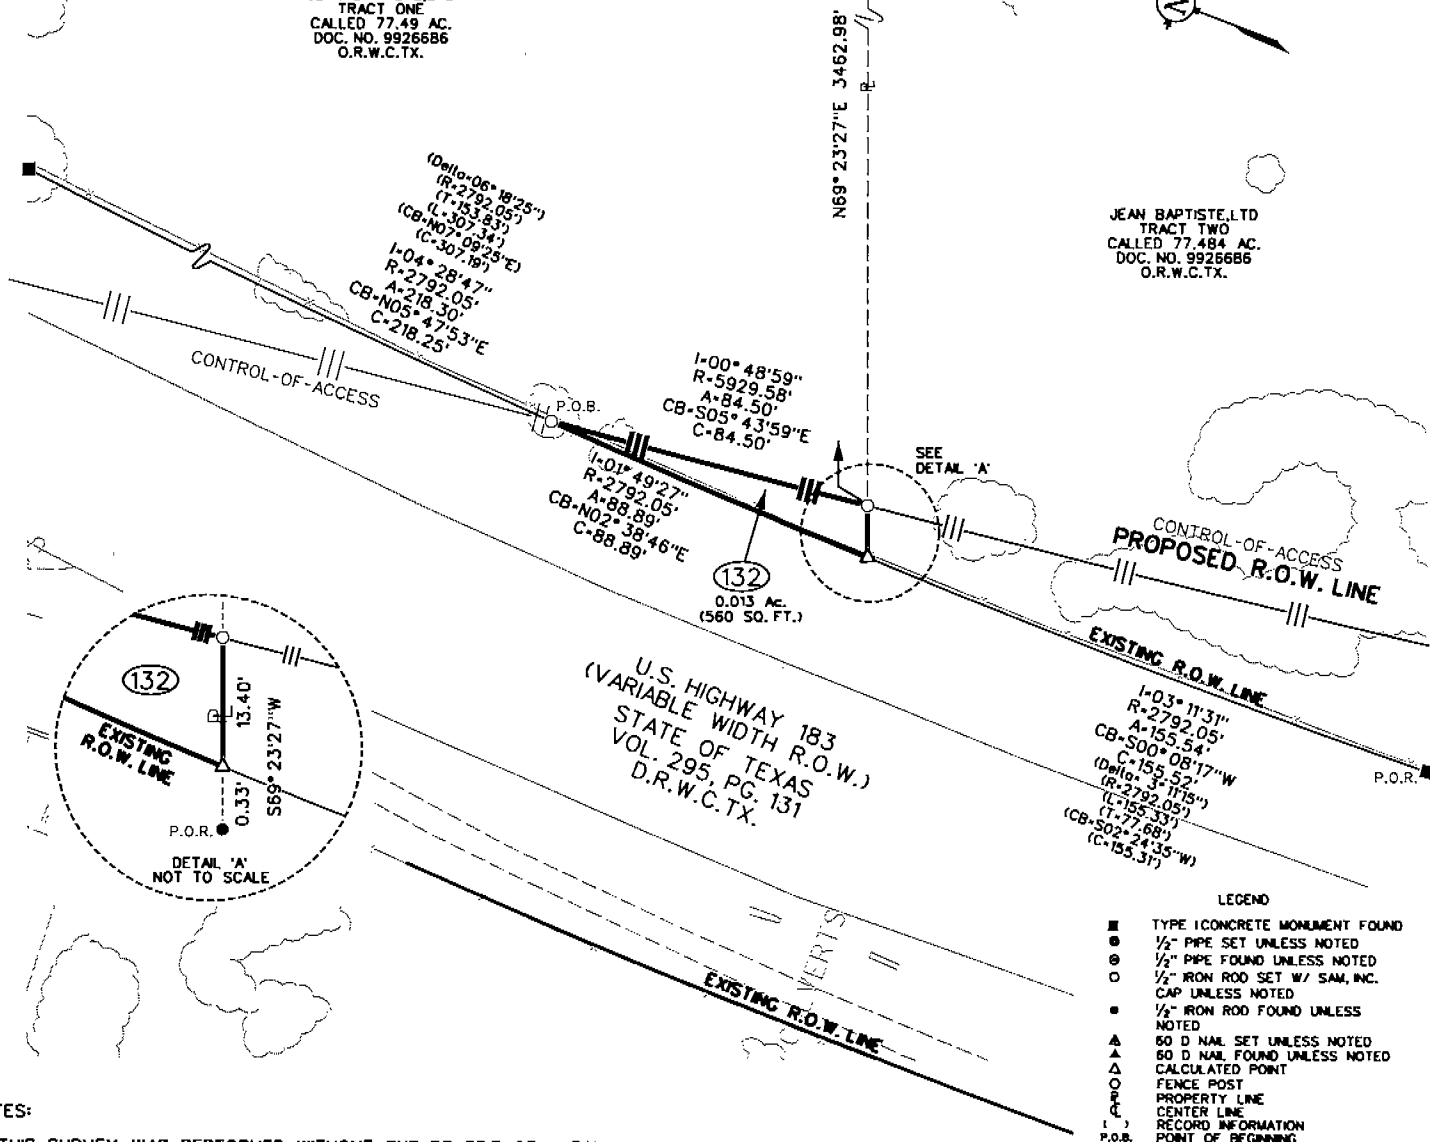 TRACT ONE
CALLED 77.49 AC.
DOC. NO. 9926686
O.R.W.C.TX.
N69°23'27"E 3462.98'
(Delta=06°18'25")
(R=2792.05')
(T=153.83')
(L=307.34')
(CB=N07°09'25"E)
(C=307.19')
I=04°28'47"
R=2792.05'
A=218.30'
CB=N05°47'53"E
C=218.25'
JEAN BAPTISTE,LTD
TRACT TWO
CALLED 77.484 AC.
DOC. NO. 9926686
O.R.W.C.TX.
CONTROL-OF-ACCESS
P.O.B.
I=00°48'59"
R=5929.58'
A=84.50'
CB=S05°43'59"E
C=84.50'
I=01°49'27"
R=2792.05'
A=88.89'
CB=N02°38'46"E
C=88.89'
SEE
DETAIL 'A'
132
0.013 Ac.
(560 SQ.FT.)
CONTROL-OF-ACCESS
PROPOSED R.O.W. LINE
EXISTING R.O.W. LINE
I=03°11'31"
R=2792.05'
A=155.54'
CB=S00°08'17"W
C=155.52'
(Delta= 3°11'15")
(R=2792.05')
(L=155.33')
(T=77.68')
(CB=S02°24'35"W)
(C=155.31')
P.O.R.
U.S. HIGHWAY 183
(VARIABLE WIDTH R.O.W.)
STATE OF TEXAS
VOL. 295, PG. 131
D.R.W.C.TX.
132
EXISTING
R.O.W. LINE
13.40'
0.33'
S69°23'27"W
P.O.R.
DETAIL 'A'
NOT TO SCALE
EXISTING R.O.W. LINE
LEGEND
TYPE I CONCRETE MONUMENT FOUND
1/2" PIPE SET UNLESS NOTED
1/2" PIPE FOUND UNLESS NOTED
1/2" IRON ROD SET W/ SAM, INC.
CAP UNLESS NOTED
1/2" IRON ROD FOUND UNLESS
NOTED
60 D NAIL SET UNLESS NOTED
60 D NAIL FOUND UNLESS NOTED
CALCULATED POINT
FENCE POST
PROPERTY LINE
CENTER LINE
( ) RECORD INFORMATION
P.O.B. POINT OF BEGINNING